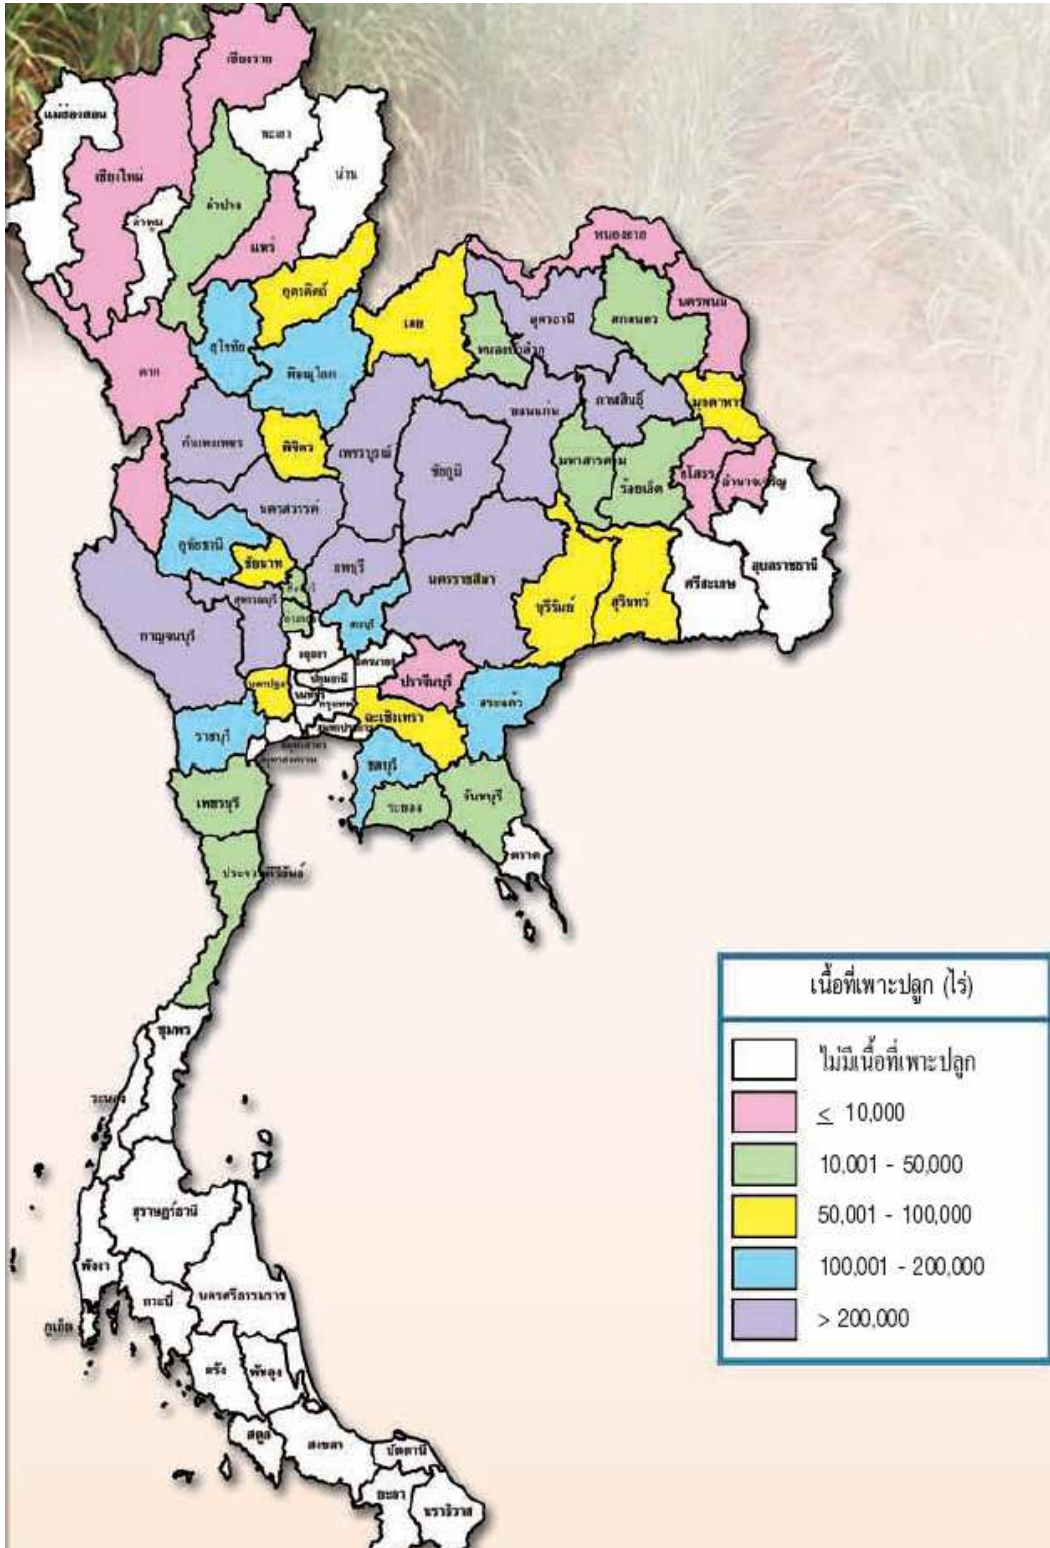 เชียงราย
แม่ฮ่องสอน
พะเยา
เชียงใหม่
น่าน
ลำปาง
ลำพูน
แพร่
หนองคาย
อุตรดิตถ์
นครพนม
เลย
อุดรธานี
สกลนคร
สุโขทัย
หนองบัวลำภู
ตาก
พิษณุโลก
ขอนแก่น
กาฬสินธุ์
มุกดาหาร
กำแพงเพชร
พิจิตร
เพชรบูรณ์
ชัยภูมิ
มหาสารคาม
ร้อยเอ็ด
ยโสธร
อำนาจเจริญ
นครสวรรค์
อุทัยธานี
ชัยนาท
ลพบุรี
นครราชสีมา
บุรีรัมย์
สุรินทร์
ศรีสะเกษ
อุบลราชธานี
สุพรรณบุรี
สระบุรี
กาญจนบุรี
อยุธยา
ปทุมธานี
นครปฐม
ปราจีนบุรี
สระแก้ว
นนทบุรี
กรุงเทพ
ฉะเชิงเทรา
ราชบุรี
ชลบุรี
เพชรบุรี
ระยอง
จันทบุรี
ตราด
ประจวบคีรีขันธ์
เนื้อที่เพาะปลูก (ไร่)
ไม่มีเนื้อที่เพาะปลูก
≤ 10,000
10,001 - 50,000
50,001 - 100,000
100,001 - 200,000
> 200,000
ชุมพร
ระนอง
สุราษฎร์ธานี
พังงา
กระบี่
นครศรีธรรมราช
ภูเก็ต
ตรัง
พัทลุง
สตูล
สงขลา
ปัตตานี
ยะลา
นราธิวาส